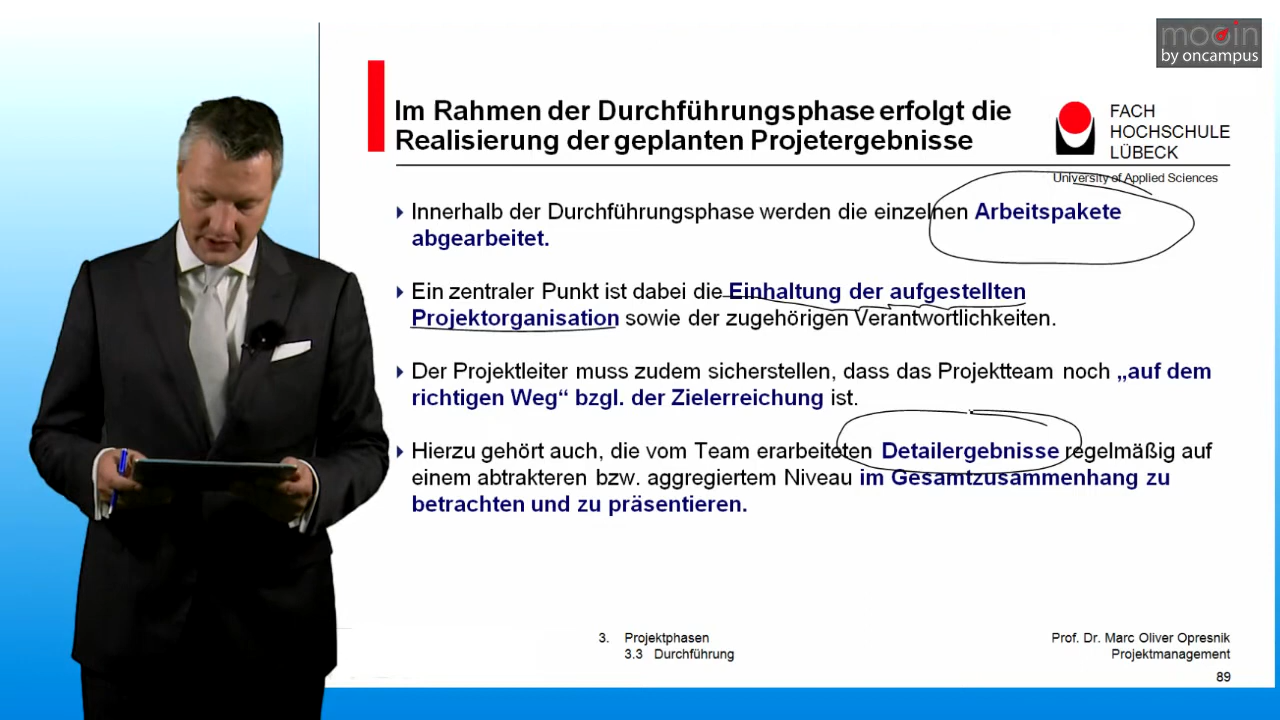 mooin
by oncampus
Im Rahmen der Durchführungsphase erfolgt die
Realisierung der geplanten Projetergebnisse
FACH
HOCHSCHULE
LÜBECK
University of Applied Sciences
Innerhalb der Durchführungsphase werden die einzelnen Arbeitspakete
abgearbeitet.
Ein zentraler Punkt ist dabei die Einhaltung der aufgestellten
Projektorganisation sowie der zugehörigen Verantwortlichkeiten.
Der Projektleiter muss zudem sicherstellen, dass das Projektteam noch „auf dem
richtigen Weg“ bzgl. der Zielerreichung ist.
Hierzu gehört auch, die vom Team erarbeiteten Detailergebnisse regelmäßig auf
einem abtrakteren bzw. aggregiertem Niveau im Gesamtzusammenhang zu
betrachten und zu präsentieren.
3. Projektphasen
3.3 Durchführung
Prof. Dr. Marc Oliver Opresnik
Projektmanagement
89